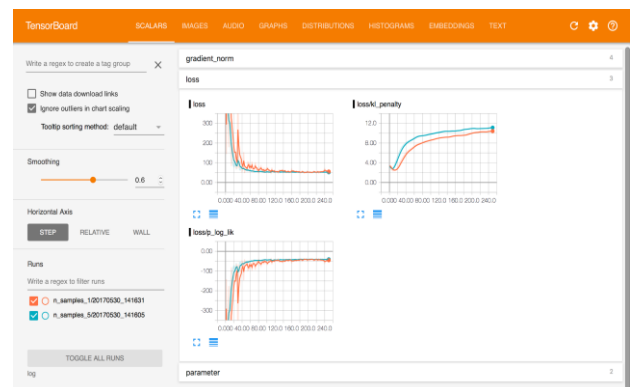 TensorBoard SCALARS IMAGES AUDIO GRAPHS DISTRIBUTIONS HISTOGRAMS EMBEDDINGS TEXT
Write a regex to create a tag group
Show data download links
Ignore outliers in chart scaling
Tooltip sorting method: default
Smoothing
0.6
Horizontal Axis
STEP RELATIVE WALL
Runs
Write a regex to filter runs
n_samples_1/20170530_141631
n_samples_5/20170530_141605
TOGGLE ALL RUNS
log
gradient_norm 4
loss 3
loss
300
200
100
0.00
0.000 40.00 80.00 120.0 160.0 200.0 240.0
loss/kl_penalty
12.0
8.00
4.00
0.00
0.000 40.00 80.00 120.0 160.0 200.0 240.0
loss/p_log_lik
0.00
-100
-200
-300
0.000 40.00 80.00 120.0 160.0 200.0 240.0
parameter 2